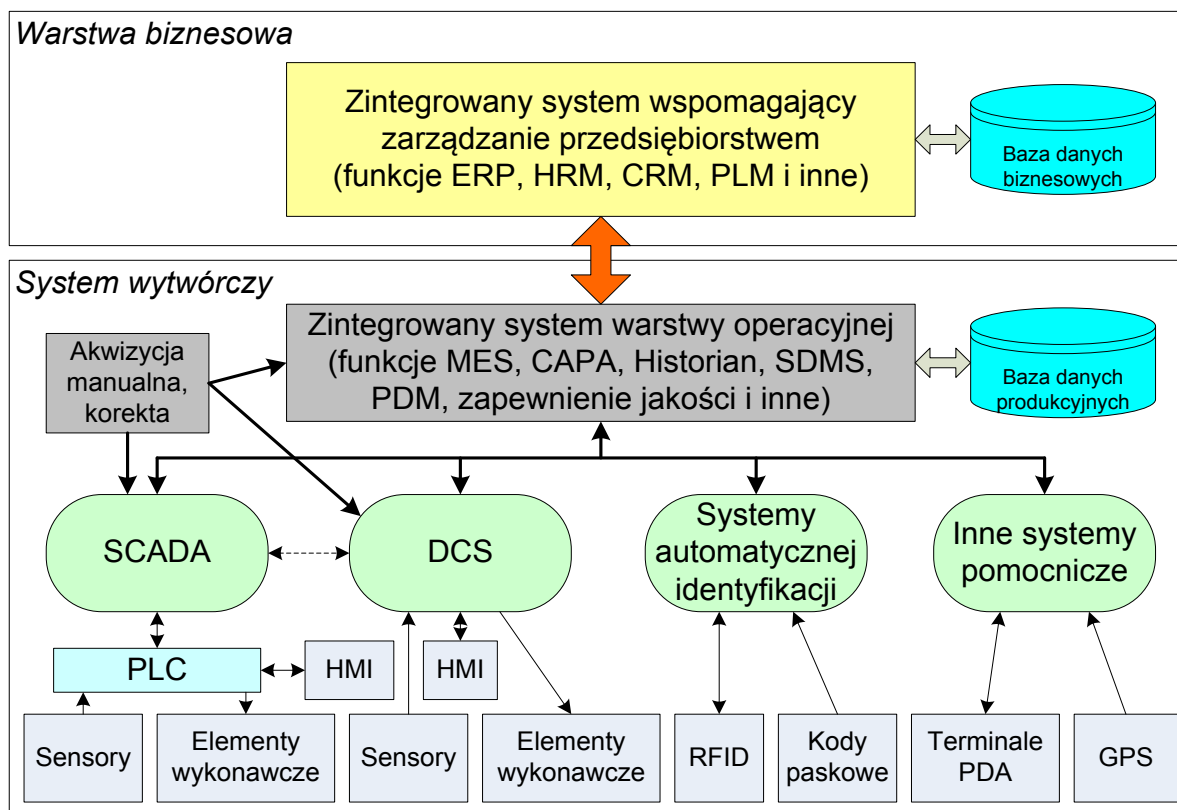 Warstwa biznesowa
Zintegrowany system wspomagający
zarządzanie przedsiębiorstwem
(funkcje ERP, HRM, CRM, PLM i inne)
Baza danych
biznesowych
System wytwórczy
Akwizycja
manualna,
korekta
Zintegrowany system warstwy operacyjnej
(funkcje MES, CAPA, Historian, SDMS,
PDM, zapewnienie jakości i inne)
Baza danych
produkcyjnych
SCADA
DCS
Systemy
automatycznej
identyfikacji
Inne systemy
pomocnicze
PLC
HMI
HMI
Sensory
Elementy
wykonawcze
Sensory
Elementy
wykonawcze
RFID
Kody
paskowe
Terminale
PDA
GPS